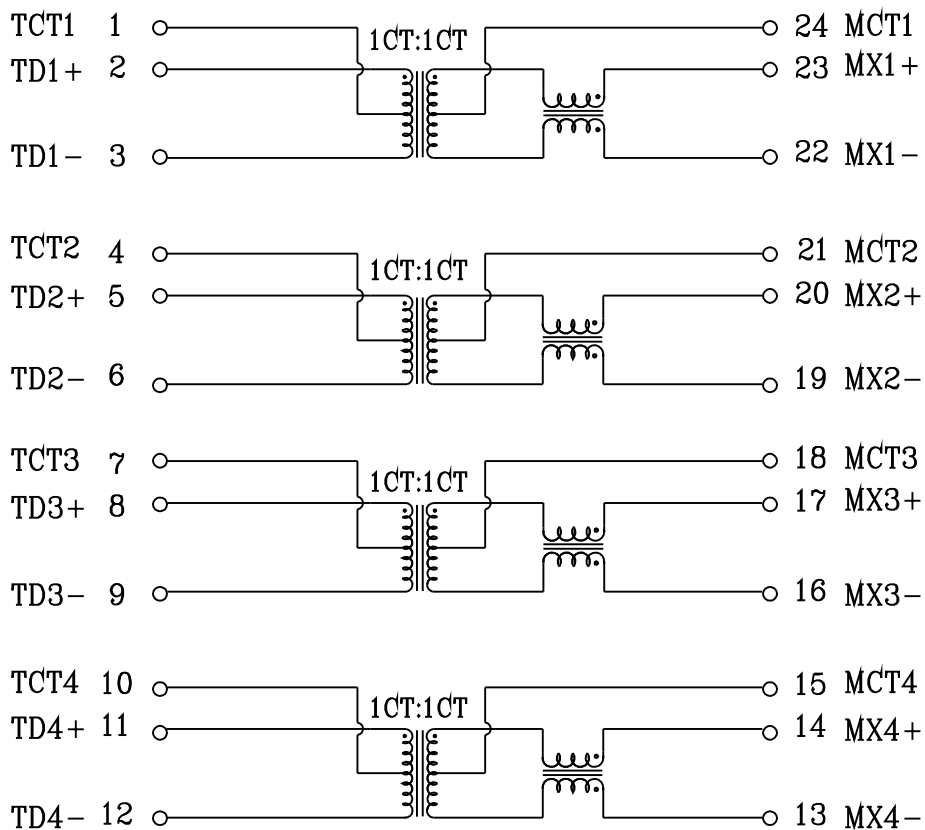 TCT1 1 24 MCT1
1CT:1CT
TD1+ 2 23 MX1+
TD1- 3 22 MX1-
TCT2 4 21 MCT2
1CT:1CT
TD2+ 5 20 MX2+
TD2- 6 19 MX2-
TCT3 7 18 MCT3
1CT:1CT
TD3+ 8 17 MX3+
TD3- 9 16 MX3-
TCT4 10 15 MCT4
1CT:1CT
TD4+ 11 14 MX4+
TD4- 12 13 MX4-